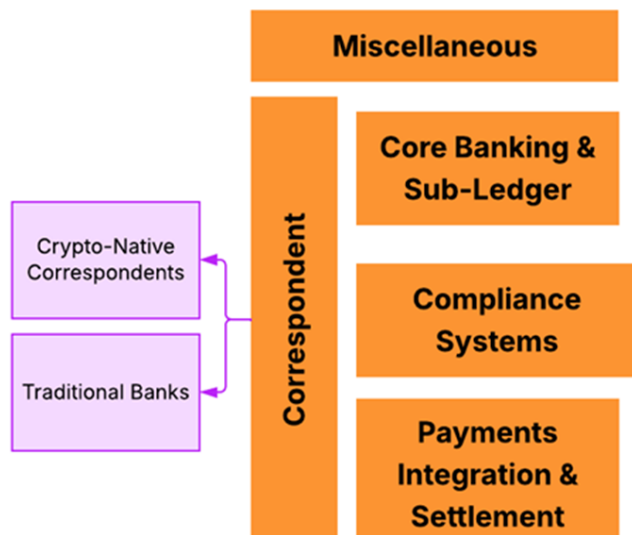 Miscellaneous
Core Banking &
Sub-Ledger
Crypto-Native
Correspondents
Correspondent
Compliance
Systems
Traditional Banks
Payments
Integration &
Settlement